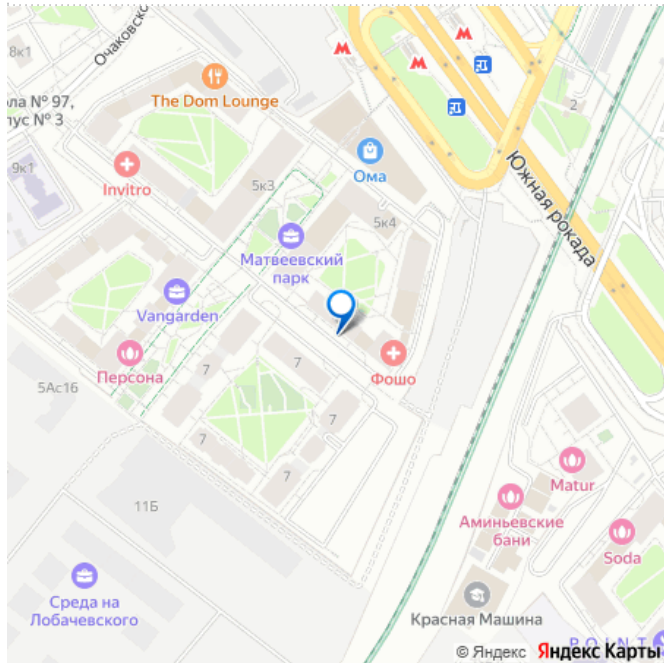 8к1
Очаковско
The Dom Lounge
2
ола № 97,
пус № 3
9к1
Invitro
Ома
5к3
5к4
Южная рокада
Матвеевский
парк
Vangarden
Персона
Фошо
5Ас16
7
7
7
7
7
11Б
Matur
Аминьевские
бани
Soda
Среда на
Лобачевского
Красная Машина
POINT
© Яндекс Яндекс Карты